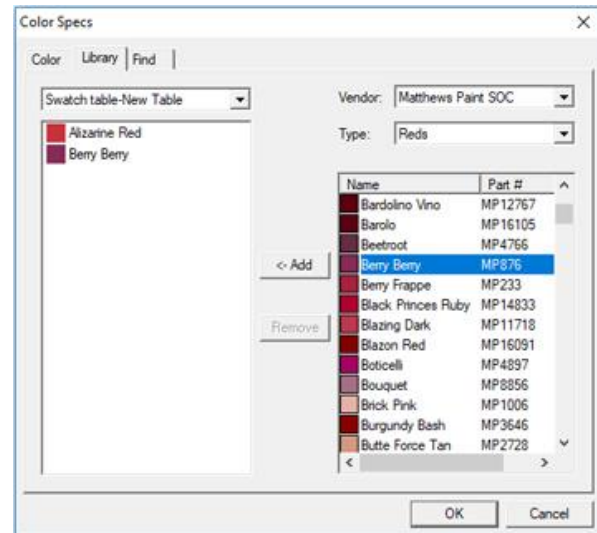 Color Specs
Color Library Find
Swatch table-New Table
Alizarine Red
Berry Berry
<- Add
Remove
Vendor: Matthews Paint SOC
Type: Reds
Name Part #
Bardolino Vino MP12767
Barolo MP16105
Beetroot MP4766
Berry Berry MP876
Berry Frappe MP233
Black Princes Ruby MP14833
Blazing Dark MP11718
Blazon Red MP16091
Boticelli MP4897
Bouquet MP8856
Brick Pink MP1006
Burgundy Bash MP3646
Butte Force Tan MP2728
OK Cancel